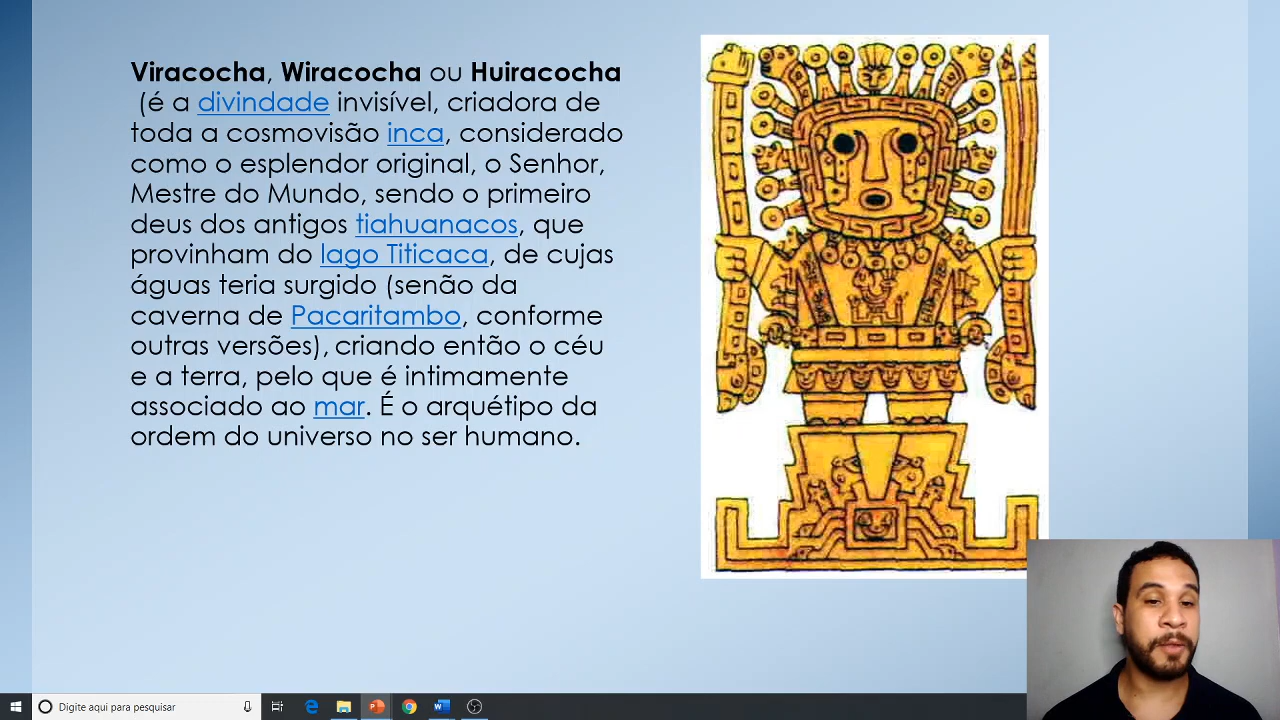 Viracocha, Wiracocha ou Huiracocha
(é a divindade invisível, criadora de
toda a cosmovisão inca, considerado
como o esplendor original, o Senhor,
Mestre do Mundo, sendo o primeiro
deus dos antigos tiahuanacos, que
provinham do lago Titicaca, de cujas
águas teria surgido (senão da
caverna de Pacaritambo, conforme
outras versões), criando então o céu
e a terra, pelo que é intimamente
associado ao mar. É o arquétipo da
ordem do universo no ser humano.
Digite aqui para pesquisar